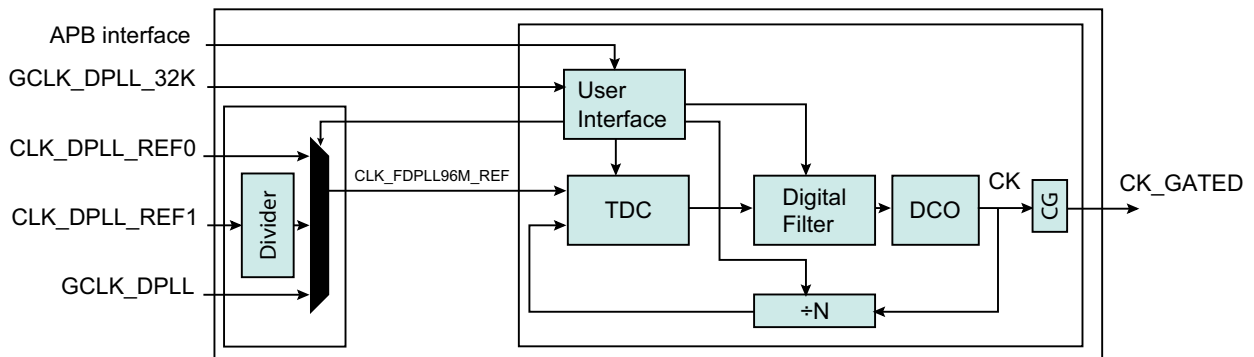 APB interface
GCLK_DPLL_32K
User
Interface
CLK_DPLL_REF0
CLK_FDPLL96M_REF
CK
CK_GATED
CLK_DPLL_REF1
Divider
TDC
Digital
Filter
DCO
CG
GCLK_DPLL
÷N